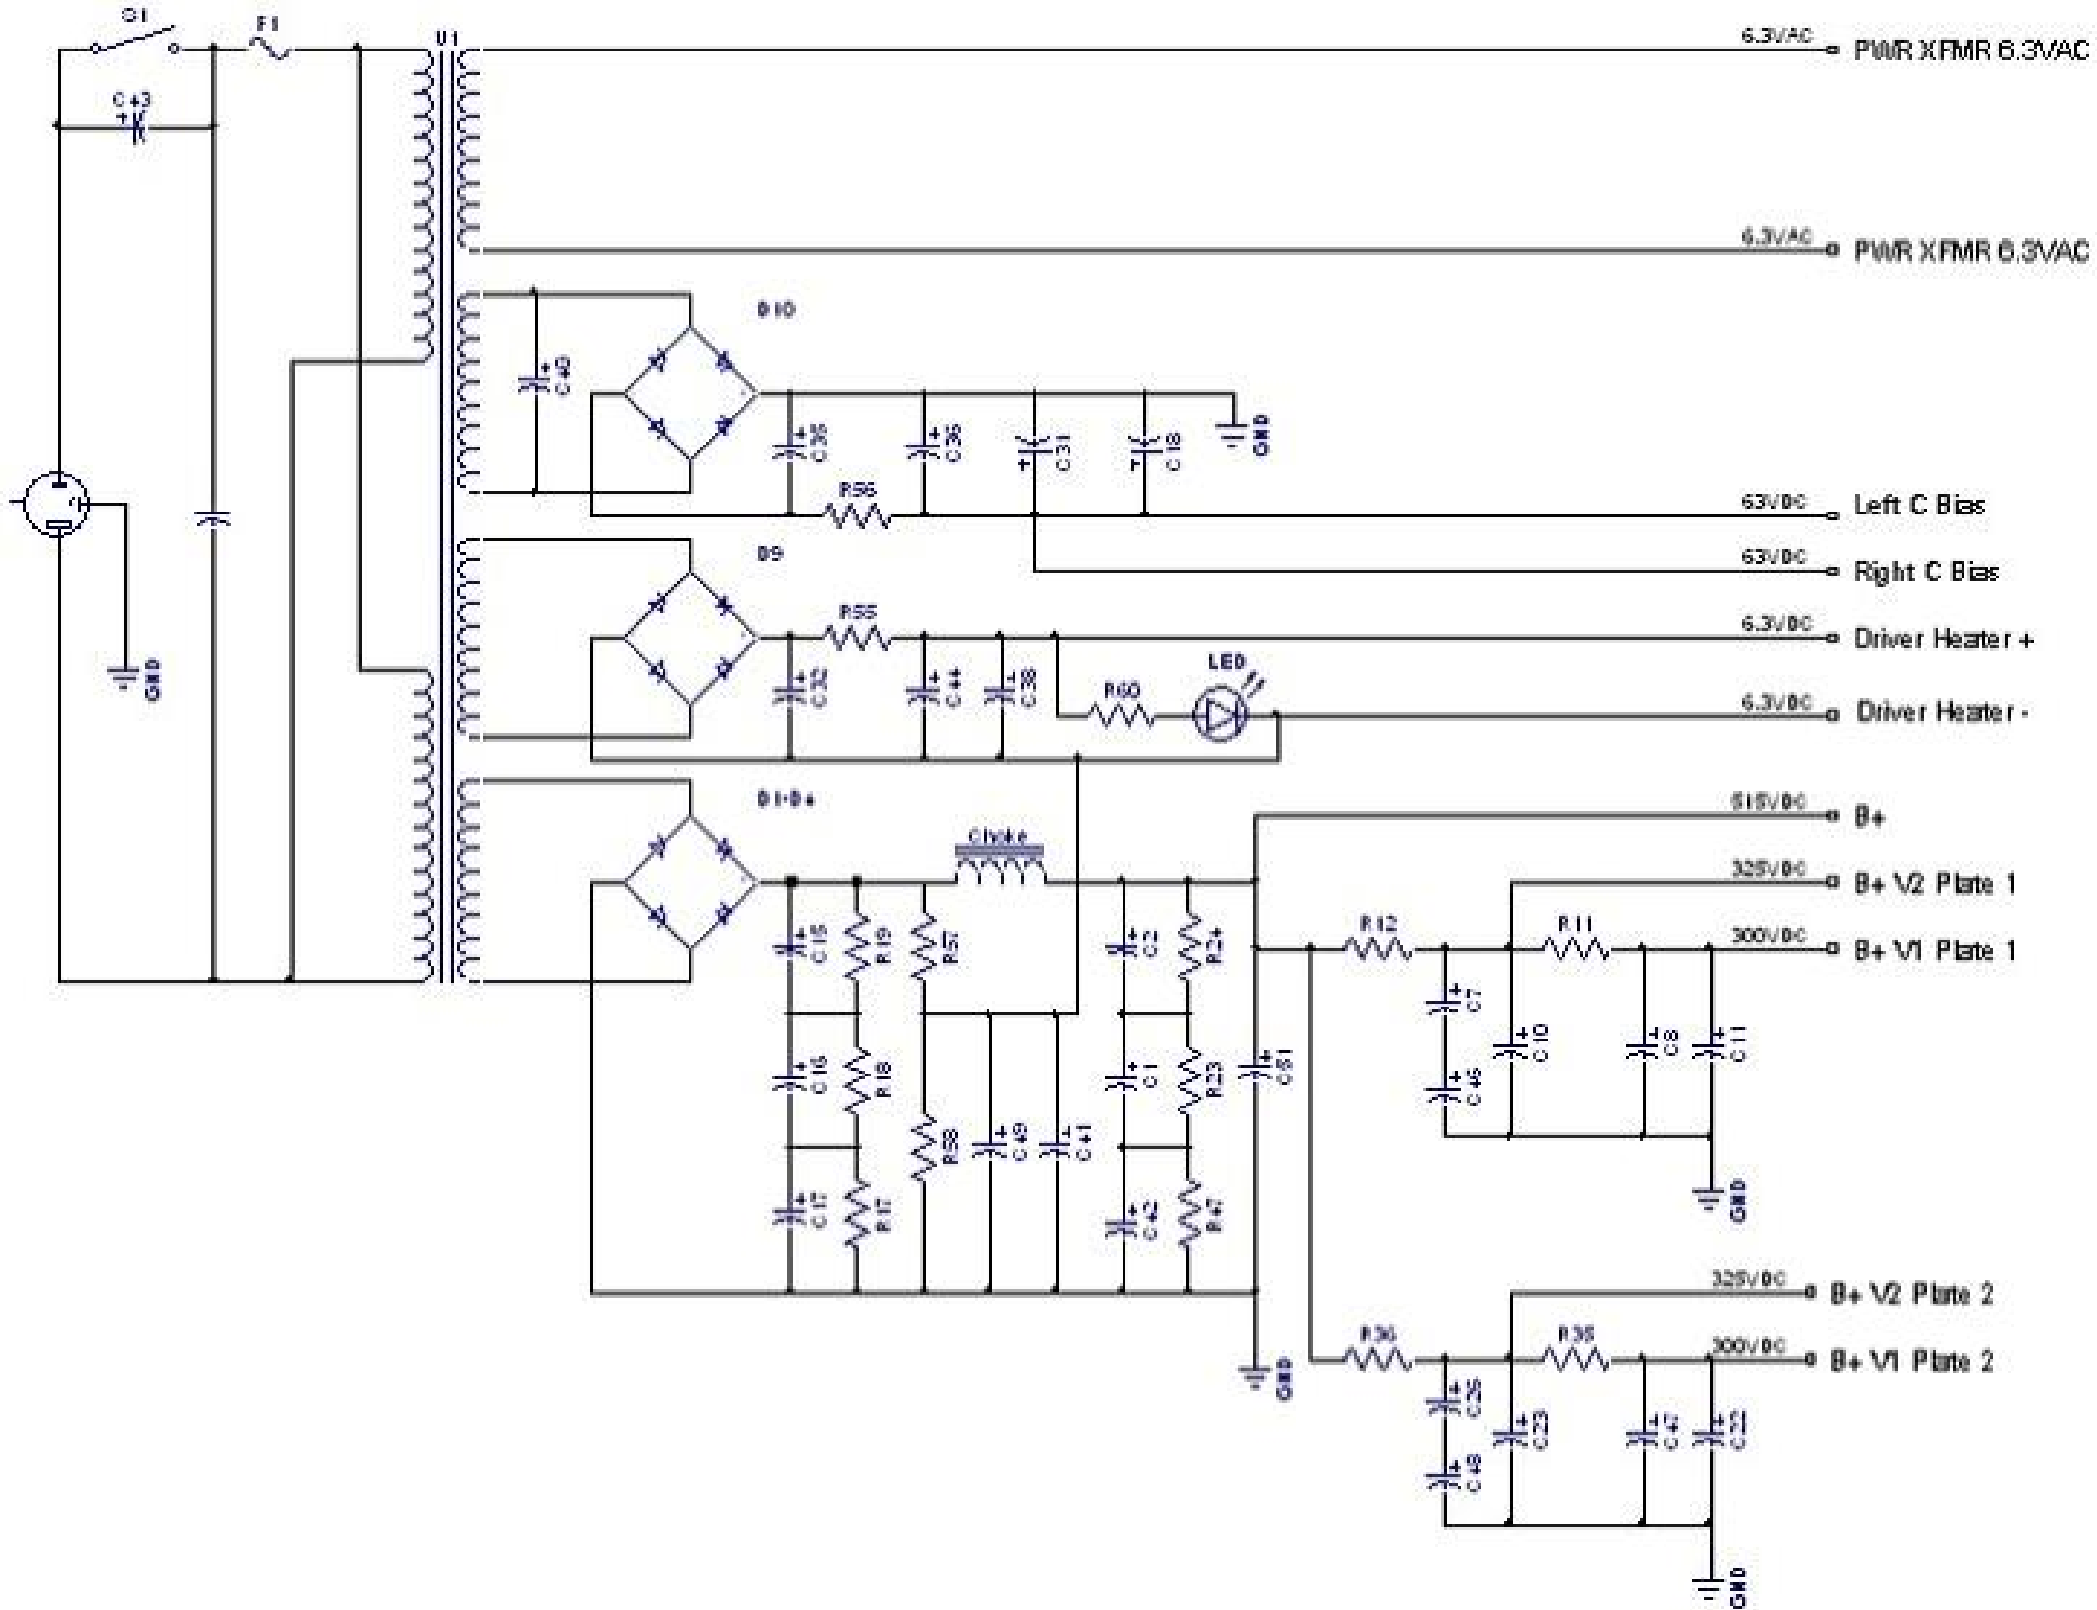 S1
F1
U1
6.3VAC
PWR XFMR 6.3VAC
C43
6.3VAC
PWR XFMR 6.3VAC
D10
C35
C36
C31
C18
GND
R56
63VDC
Left C Bias
D9
63VDC
Right C Bias
R55
6.3VDC
Driver Heater +
GND
C32
C44
C38
LED
R60
6.3VDC
Driver Heater -
D1-D4
515VDC
B+
Choke
325VDC
B+ V2 Plate 1
C15
R19
R57
C2
R24
R12
R11
300VDC
B+ V1 Plate 1
C7
C16
R18
C1
R23
C51
C10
C8
C11
R58
C49
C41
C17
R17
C42
R47
GND
325VDC
B+ V2 Plate 2
R36
R35
300VDC
B+ V1 Plate 2
GND
C23
C47
C22
C48
GND